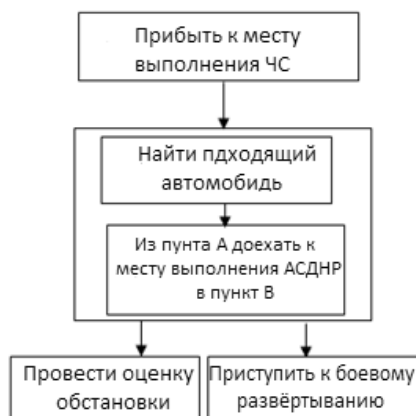 Прибыть к месту
выполнения ЧС
Найти пдходящий
автомобидь
Из пунта А доехать к
месту выполнения АСДНР
в пункт В
Провести оценку
обстановки
Приступить к боевому
развёртыванию